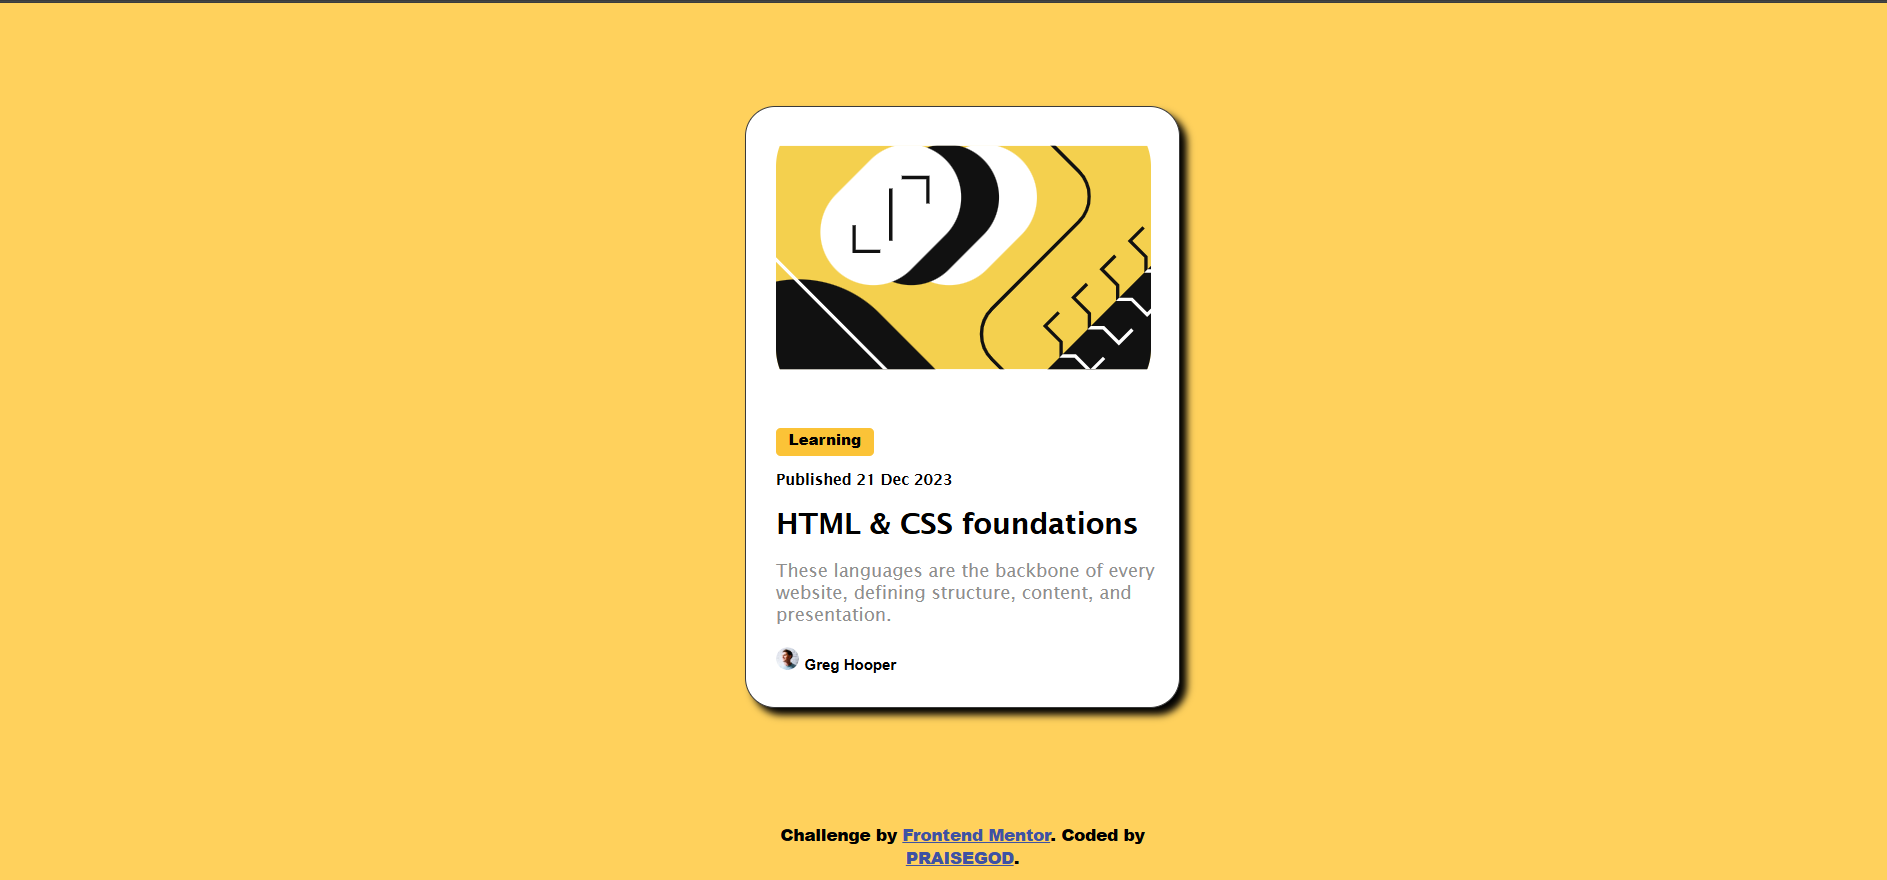 Learning
Published 21 Dec 2023
HTML & CSS foundations
These languages are the backbone of every
website, defining structure, content, and
presentation.
Greg Hooper
Challenge by Frontend Mentor. Coded by
PRAISEGOD.